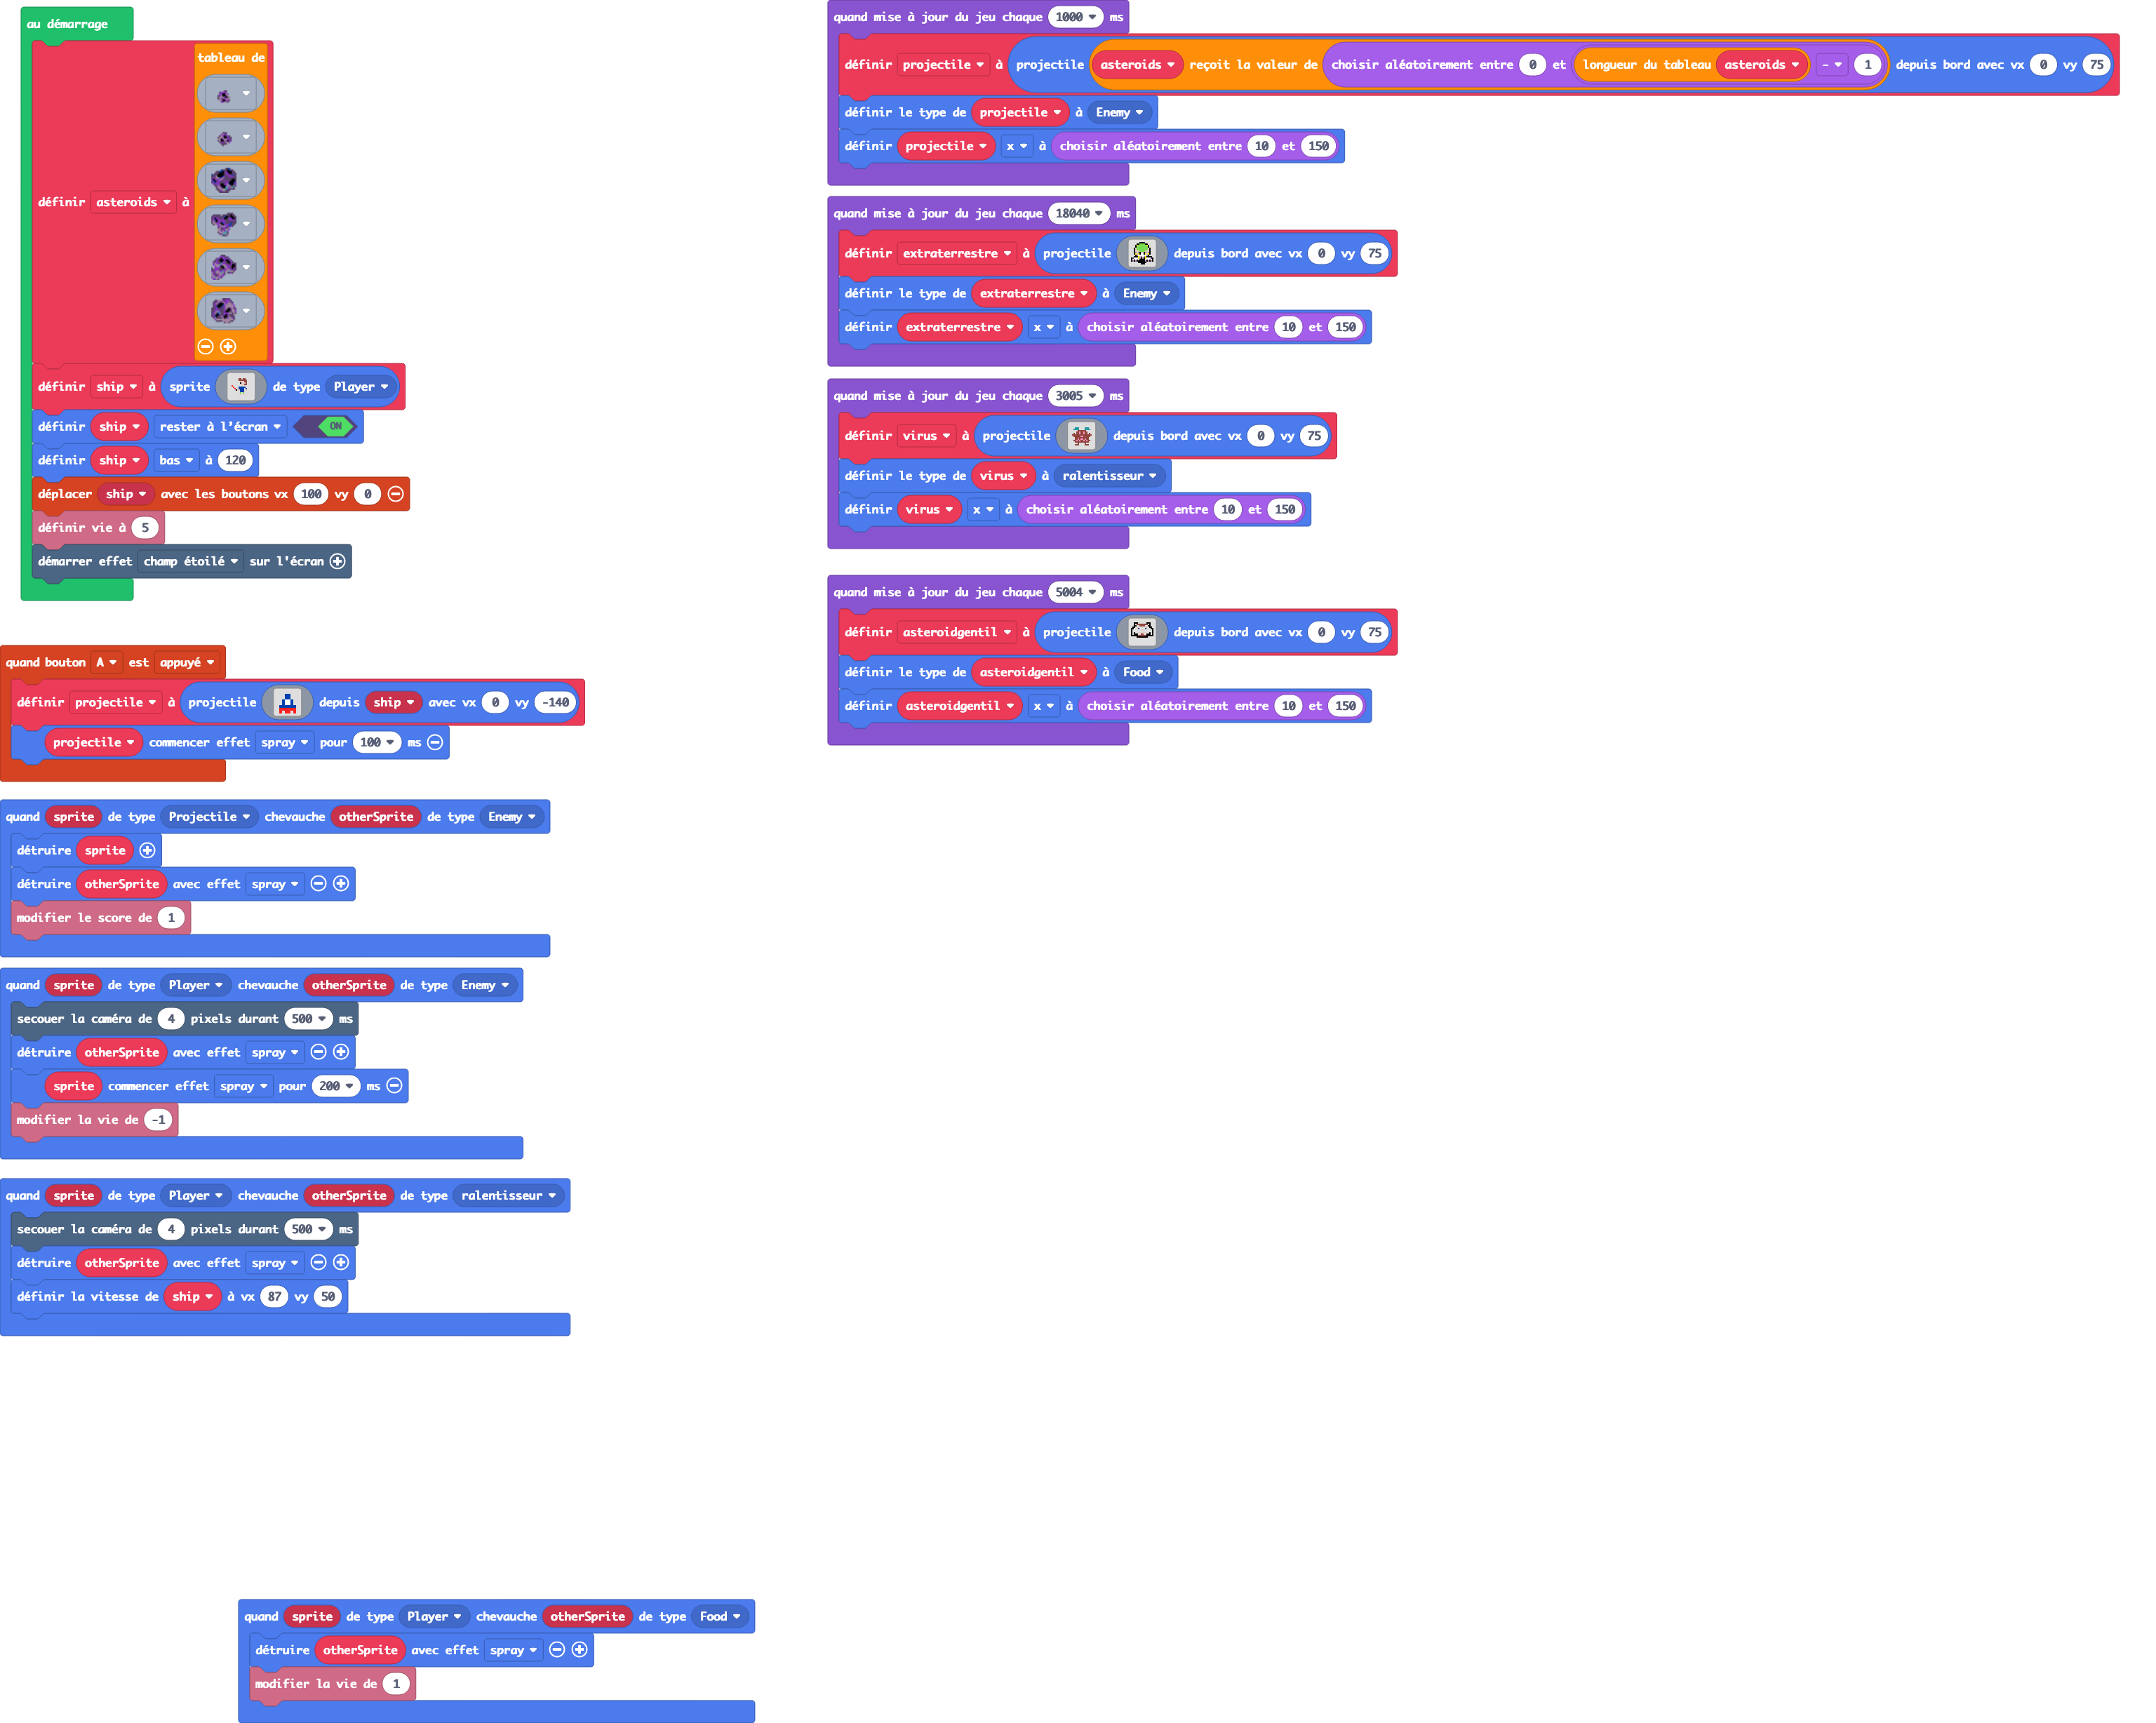 au démarrage
tableau de
définir asteroids à
définir ship à sprite de type Player
définir ship rester à l'écran ON
définir ship bas à 120
déplacer ship avec les boutons vx 100 vy 0
définir vie à 5
démarrer effet champ étoilé sur l'écran
quand bouton A est appuyé
définir projectile à projectile depuis ship avec vx 0 vy -140
projectile commencer effet spray pour 100 ms
quand sprite de type Projectile chevauche otherSprite de type Enemy
détruire sprite
détruire otherSprite avec effet spray
modifier le score de 1
quand sprite de type Player chevauche otherSprite de type Enemy
secouer la caméra de 4 pixels durant 500 ms
détruire otherSprite avec effet spray
sprite commencer effet spray pour 200 ms
modifier la vie de -1
quand sprite de type Player chevauche otherSprite de type ralentisseur
secouer la caméra de 4 pixels durant 500 ms
détruire otherSprite avec effet spray
définir la vitesse de ship à vx 87 vy 50
quand sprite de type Player chevauche otherSprite de type Food
détruire otherSprite avec effet spray
modifier la vie de 1
quand mise à jour du jeu chaque 1000 ms
définir projectile à projectile asteroids reçoit la valeur de choisir aléatoirement entre 0 et longueur du tableau asteroids - 1 depuis bord avec vx 0 vy 75
définir le type de projectile à Enemy
définir projectile x à choisir aléatoirement entre 10 et 150
quand mise à jour du jeu chaque 18040 ms
définir extraterrestre à projectile depuis bord avec vx 0 vy 75
définir le type de extraterrestre à Enemy
définir extraterrestre x à choisir aléatoirement entre 10 et 150
quand mise à jour du jeu chaque 3005 ms
définir virus à projectile depuis bord avec vx 0 vy 75
définir le type de virus à ralentisseur
définir virus x à choisir aléatoirement entre 10 et 150
quand mise à jour du jeu chaque 5004 ms
définir asteroidgentil à projectile depuis bord avec vx 0 vy 75
définir le type de asteroidgentil à Food
définir asteroidgentil x à choisir aléatoirement entre 10 et 150